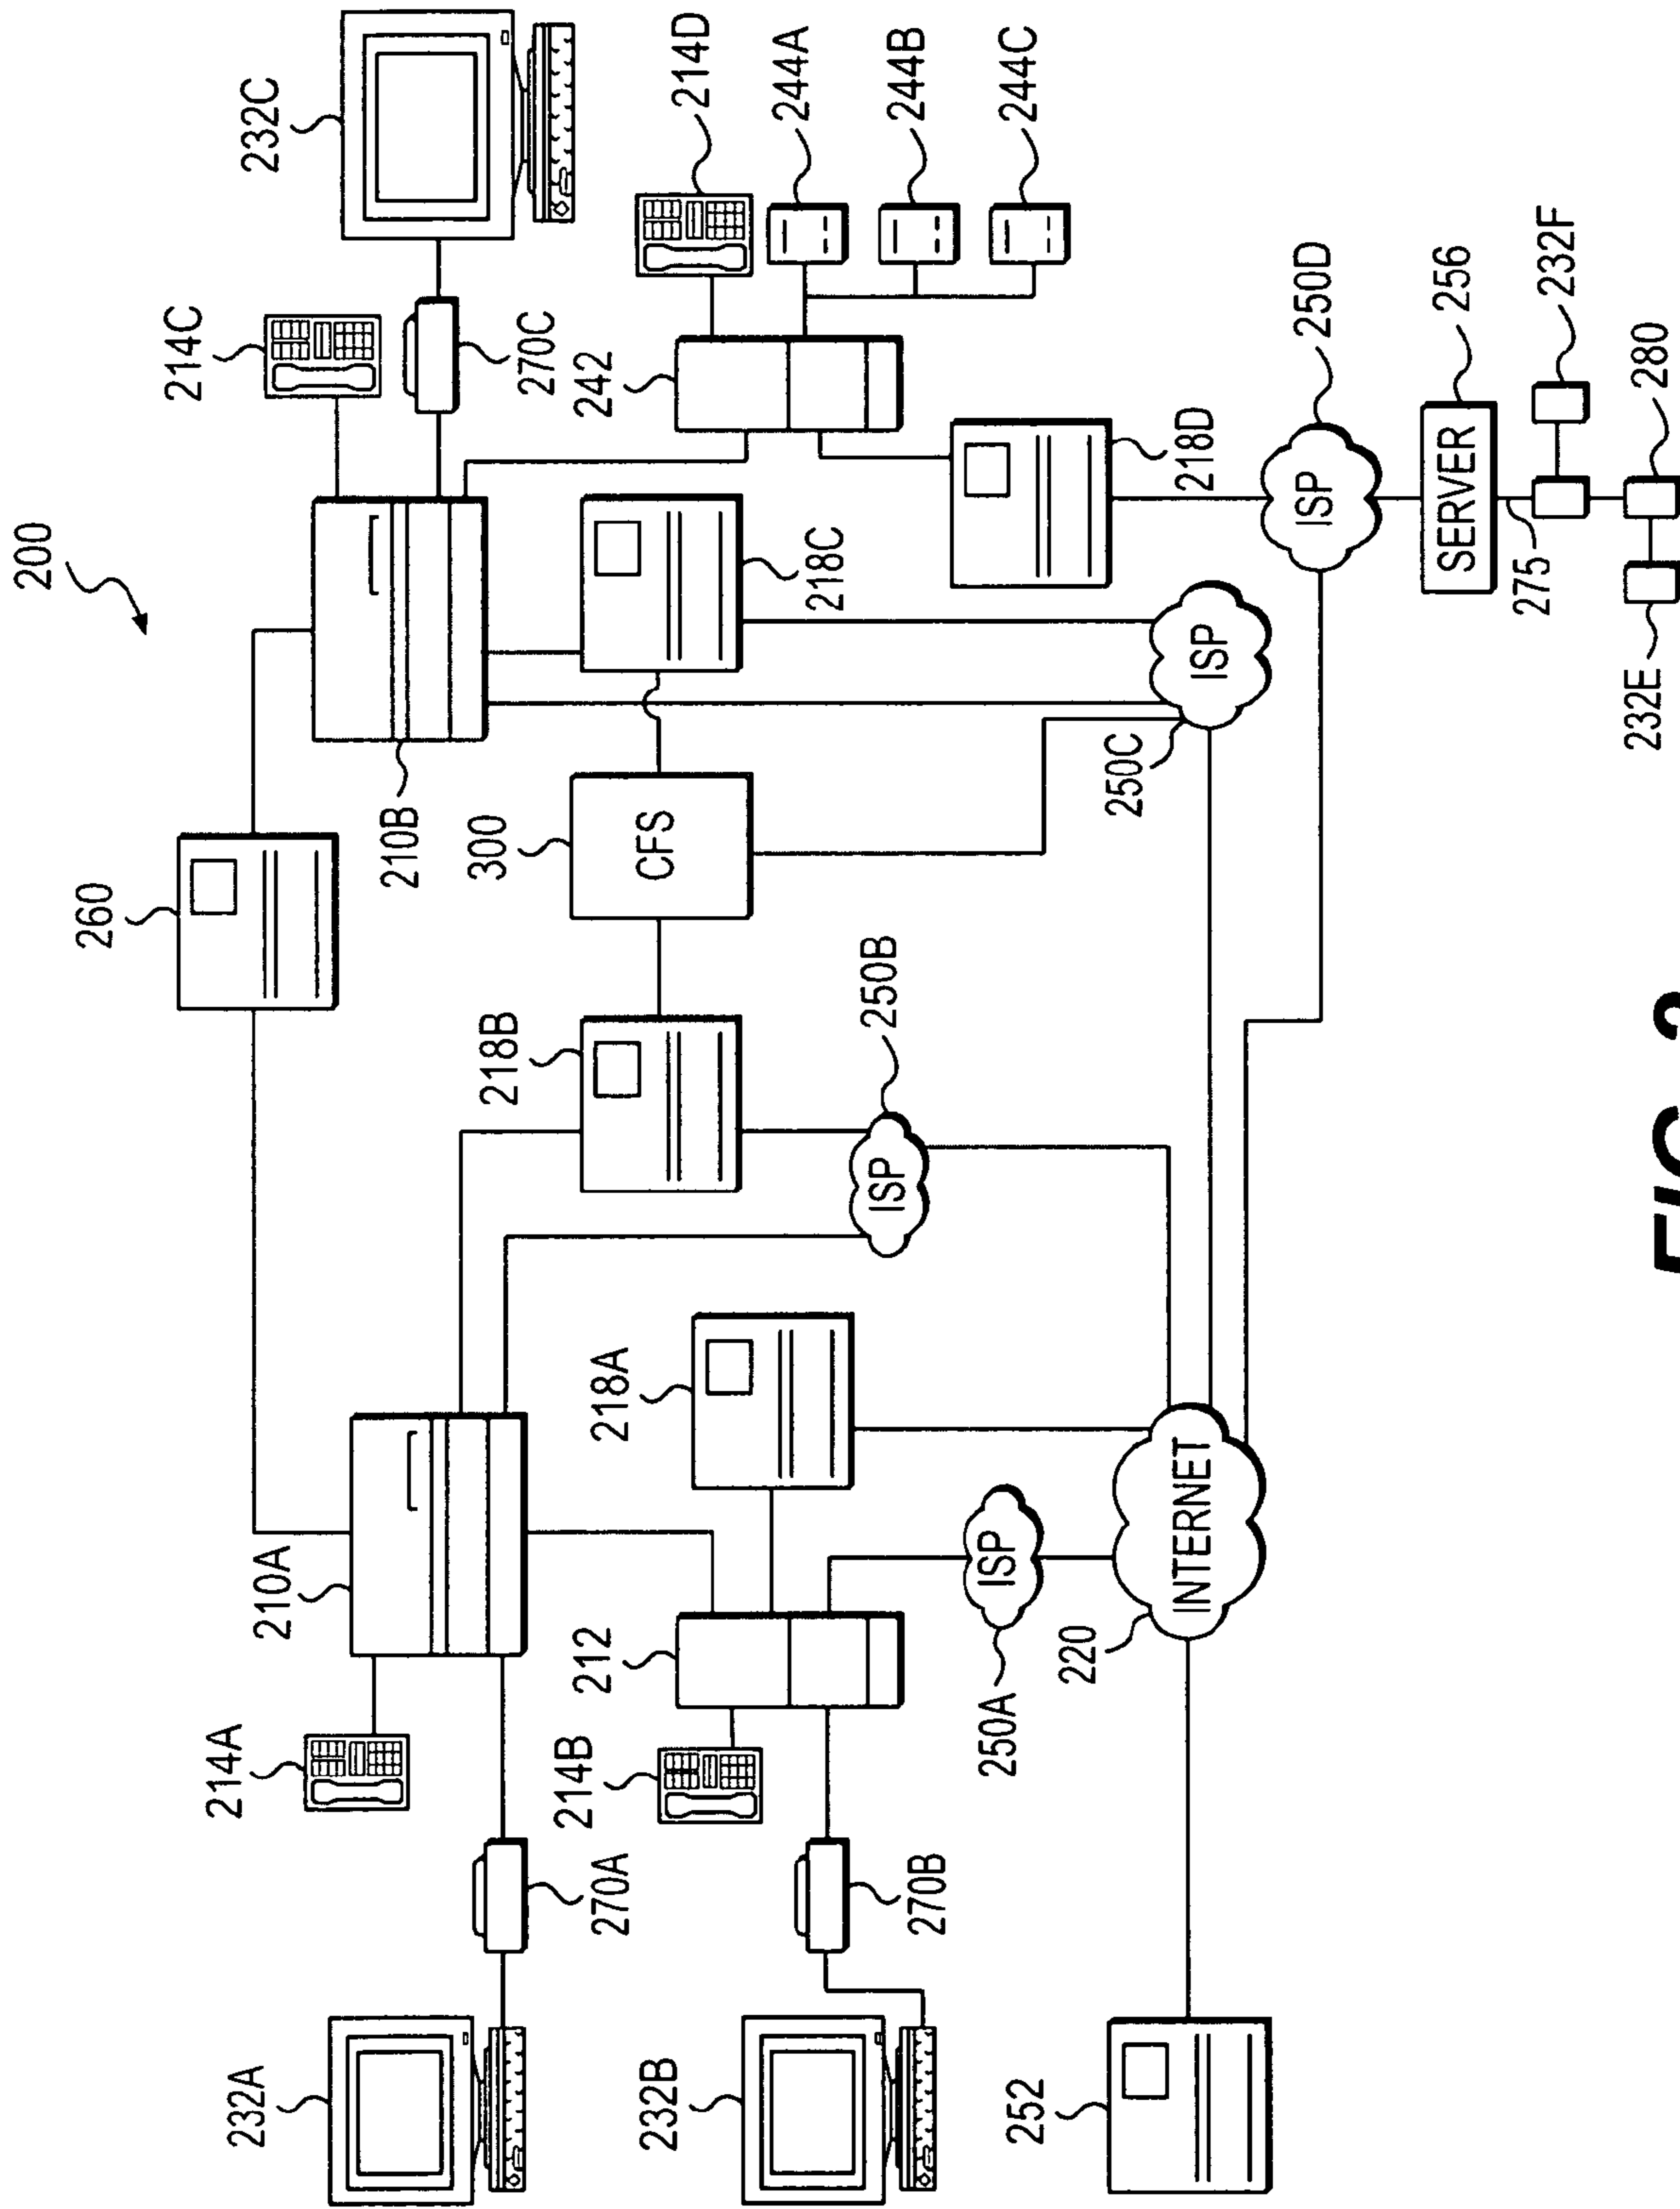 200
260
232C
214C
210A
210B
270C
214A
232A
270A
214D
242
244A
244B
244C
300
CFS
218B
218C
218A
212
214B
232B
270B
250B
ISP
218D
250A
ISP
250C
ISP
250D
ISP
220
INTERNET
252
SERVER
256
275
232F
232E
280